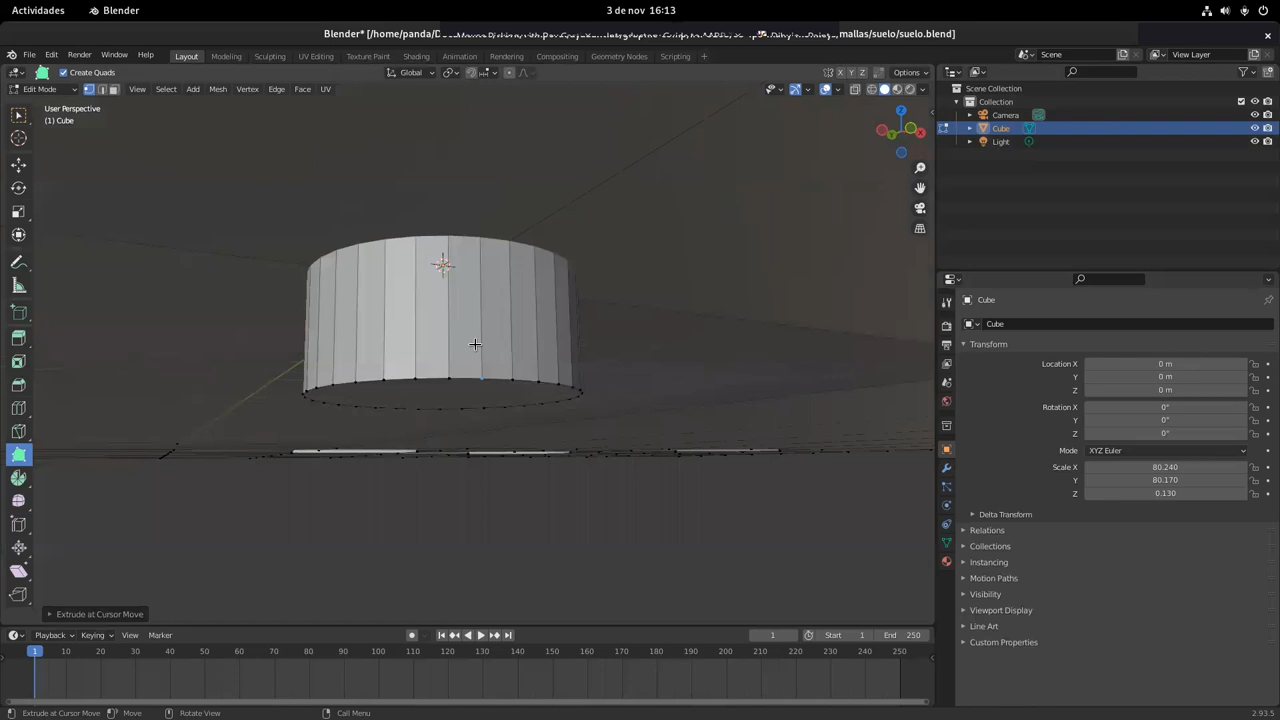 Actividades
Blender
3 de nov 16:13
Blender* [/home/panda/D
mallas/suelo/suelo.blend]
File Edit Render Window Help
Layout Modeling Sculpting UV Editing Texture Paint Shading Animation Rendering Compositing Geometry Nodes Scripting
Scene
View Layer
Create Quads
Global
X Y Z
Options
Edit Mode
View Select Add Mesh Vertex Edge Face UV
User Perspective
(1) Cube
Z
X
Y
Scene Collection
Collection
Camera
Cube
Light
Cube
Cube
Transform
Location X 0 m
Y 0 m
Z 0 m
Rotation X 0°
Y 0°
Z 0°
Mode XYZ Euler
Scale X 80.240
Y 80.170
Z 0.130
Delta Transform
Relations
Collections
Instancing
Motion Paths
Visibility
Viewport Display
Line Art
Custom Properties
Extrude at Cursor Move
Playback Keying View Marker
1
Start 1
End 250
1 10 20 30 40 50 60 70 80 90 100 110 120 130 140 150 160 170 180 190 200 210 220 230 240 250
Extrude at Cursor Move
Move
Rotate View
Call Menu
2.93.5